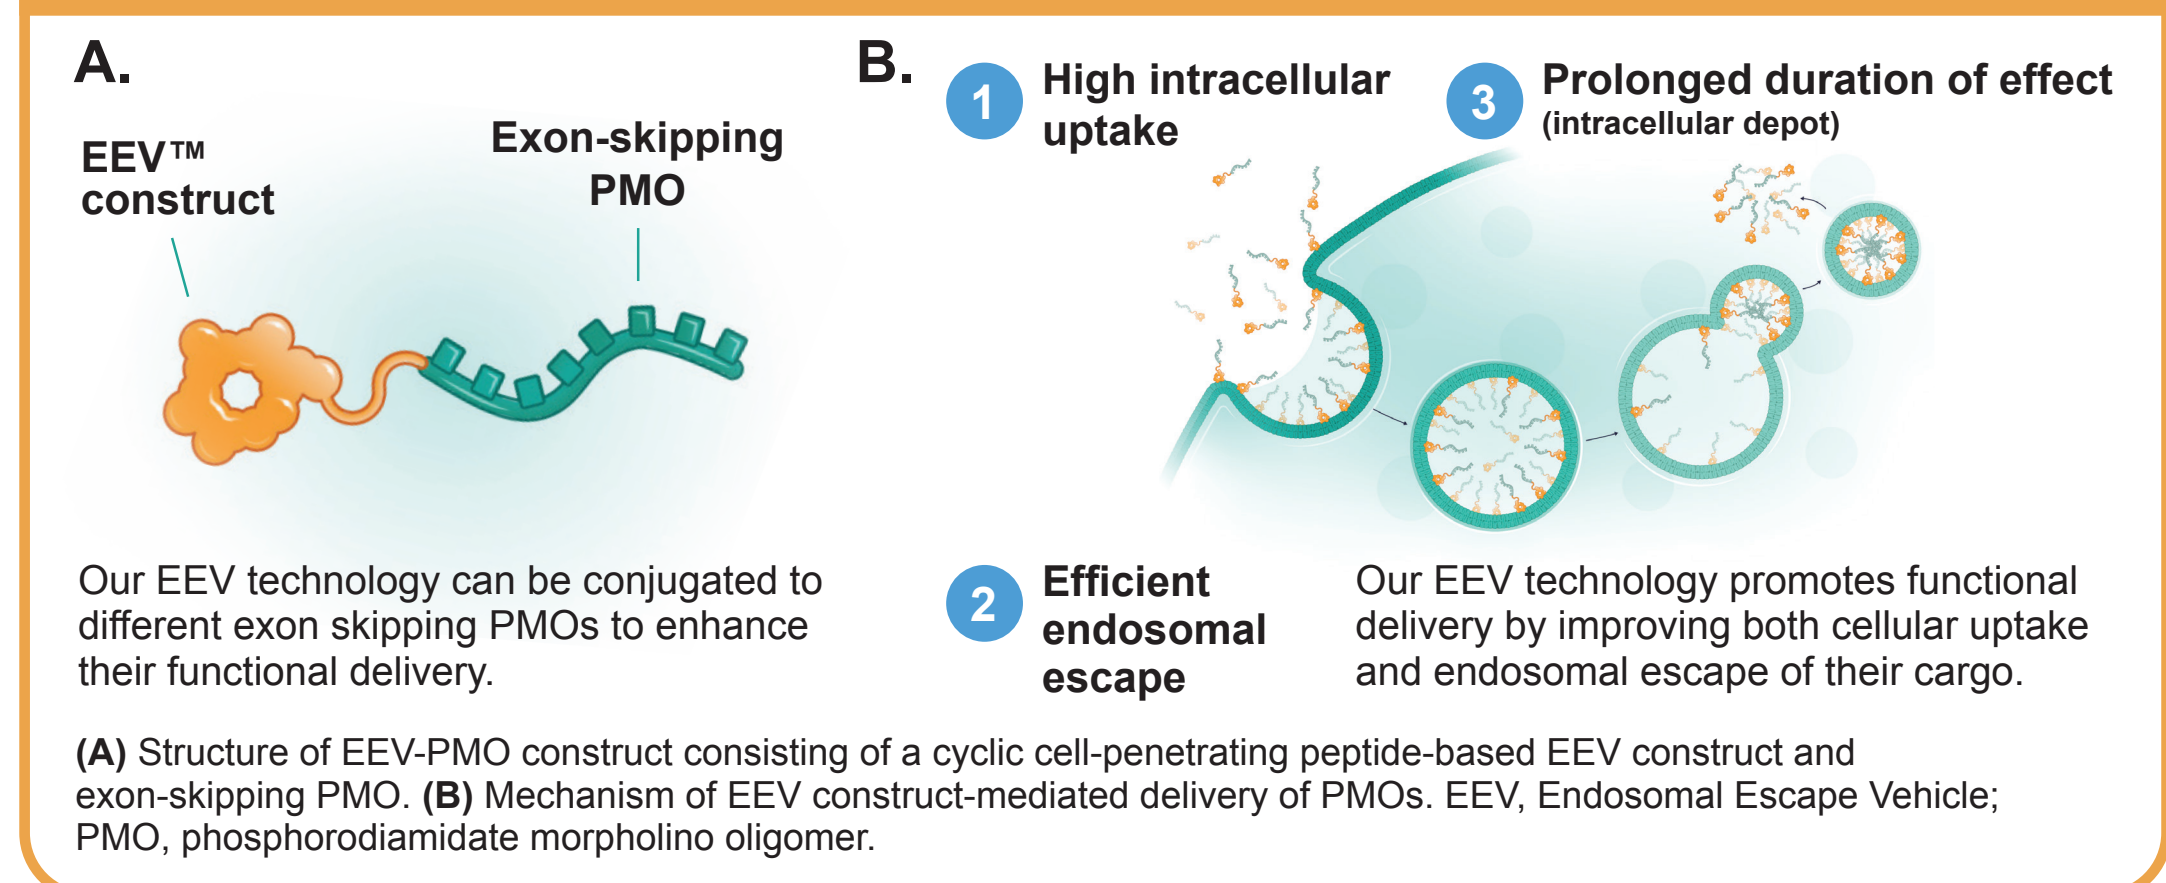 A.
EEV™
construct
Exon-skipping
PMO
Our EEV technology can be conjugated to
different exon skipping PMOs to enhance
their functional delivery.
B.
1
High intracellular
uptake
3
Prolonged duration of effect
(intracellular depot)
2
Efficient
endosomal
escape
Our EEV technology promotes functional
delivery by improving both cellular uptake
and endosomal escape of their cargo.
(A) Structure of EEV-PMO construct consisting of a cyclic cell-penetrating peptide-based EEV construct and
exon-skipping PMO. (B) Mechanism of EEV construct-mediated delivery of PMOs. EEV, Endosomal Escape Vehicle;
PMO, phosphorodiamidate morpholino oligomer.